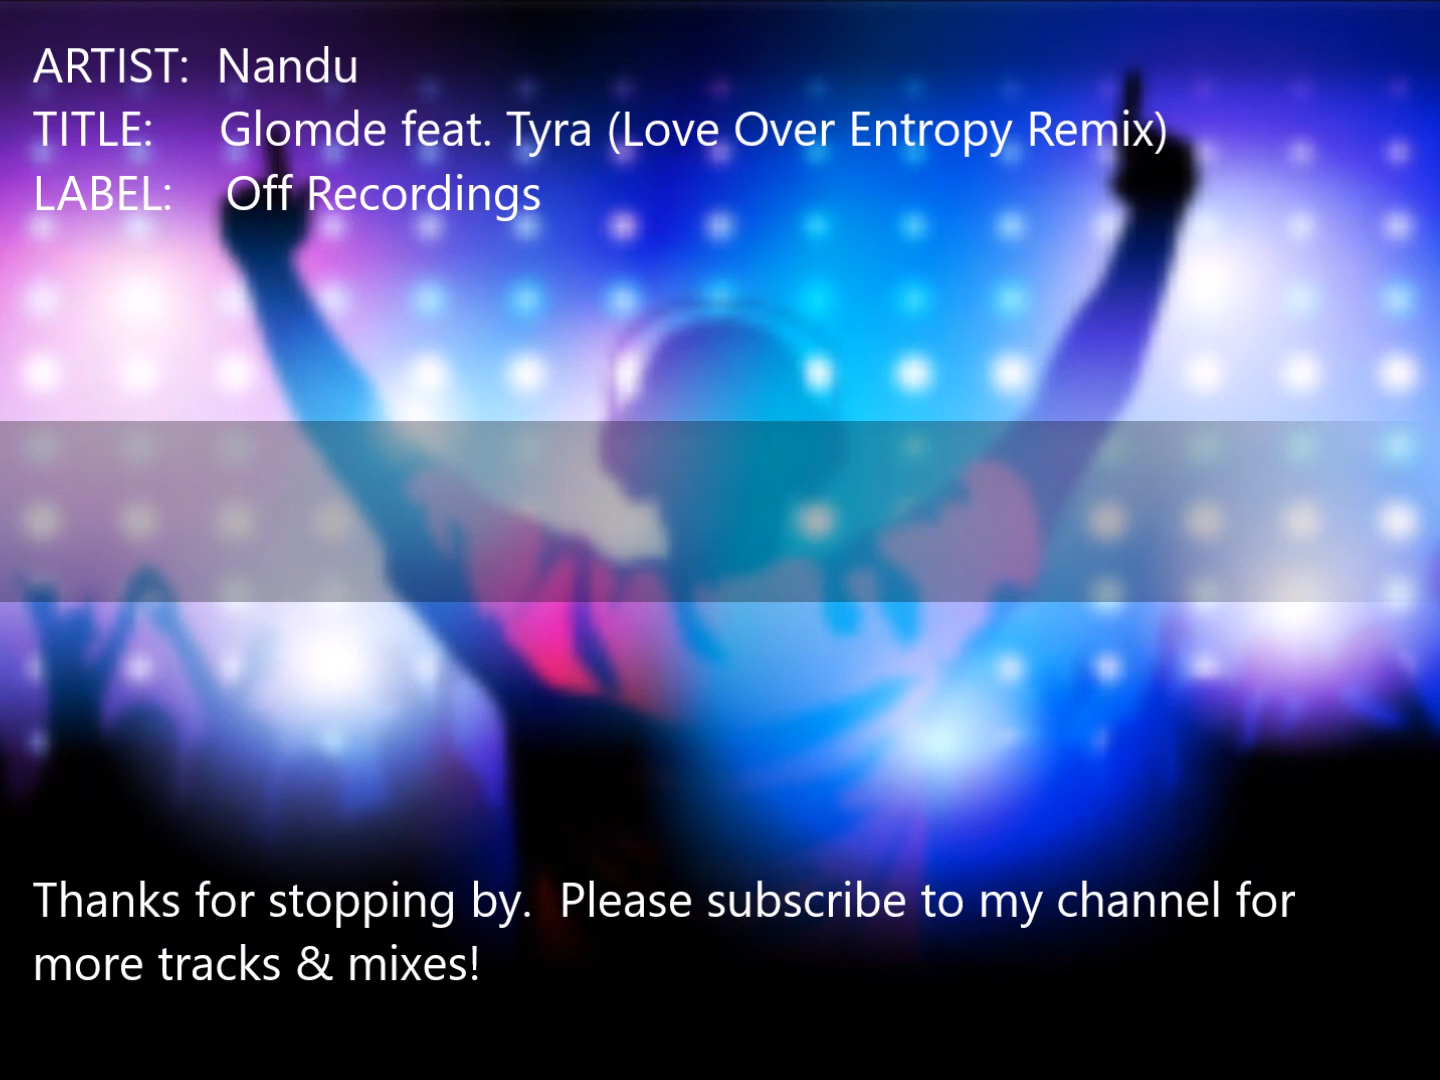 ARTIST: Nandu
TITLE: Glomde feat. Tyra (Love Over Entropy Remix)
LABEL: Off Recordings
Thanks for stopping by. Please subscribe to my channel for
more tracks & mixes!